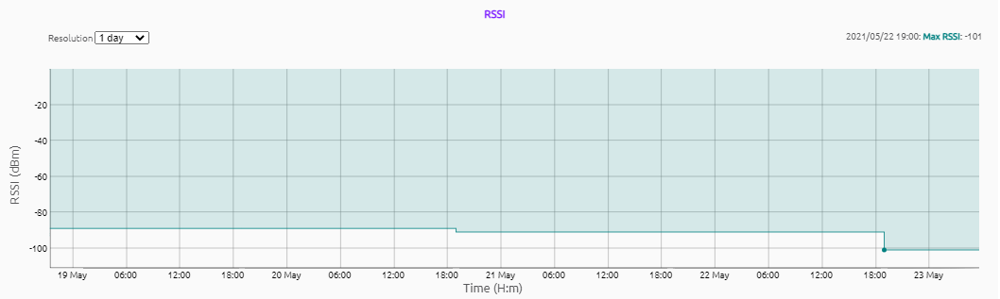 RSSI
Resolution 1 day
2021/05/22 19:00: Max RSSI: -101
RSSI (dBm)
-20
-40
-60
-80
-100
19 May 06:00 12:00 18:00 20 May 06:00 12:00 18:00 21 May 06:00 12:00 18:00 22 May 06:00 12:00 18:00 23 May
Time (H:m)